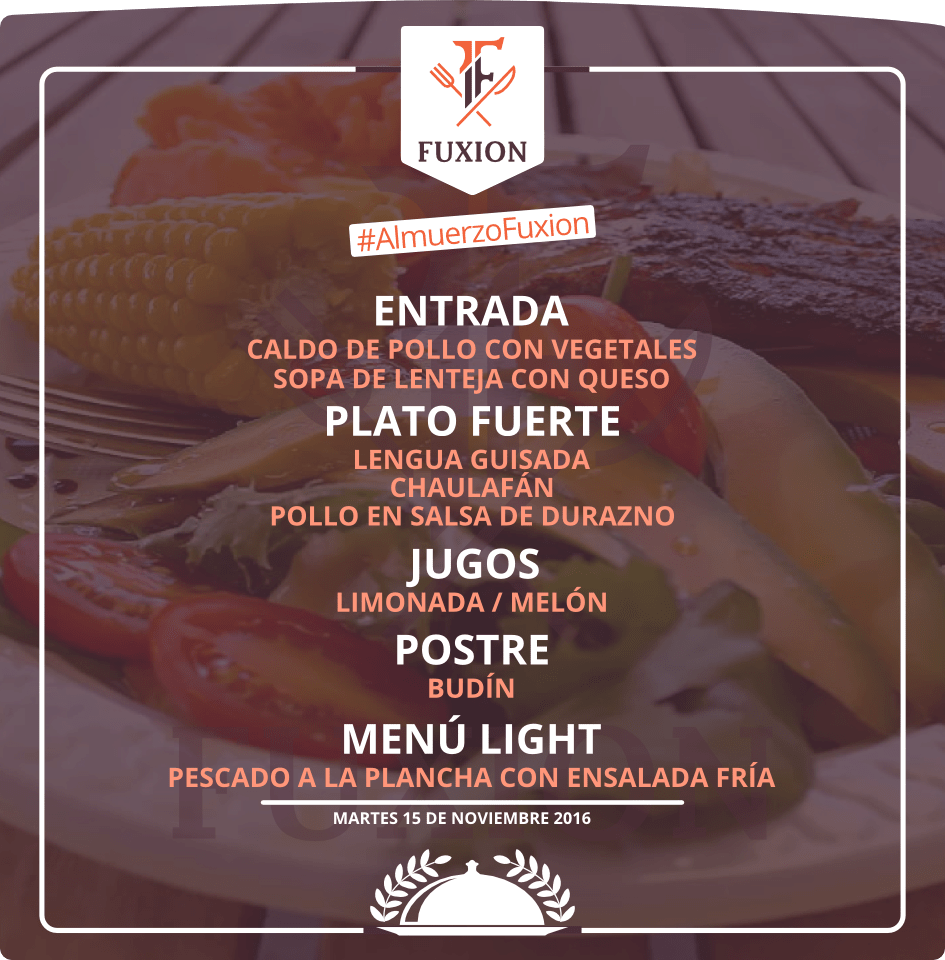 FUXION
#AlmuerzoFuxion
ENTRADA
CALDO DE POLLO CON VEGETALES
SOPA DE LENTEJA CON QUESO
PLATO FUERTE
LENGUA GUISADA
CHAULAFÁN
POLLO EN SALSA DE DURAZNO
JUGOS
LIMONADA / MELÓN
POSTRE
BUDÍN
MENÚ LIGHT
PESCADO A LA PLANCHA CON ENSALADA FRÍA
MARTES 15 DE NOVIEMBRE 2016
FUXION